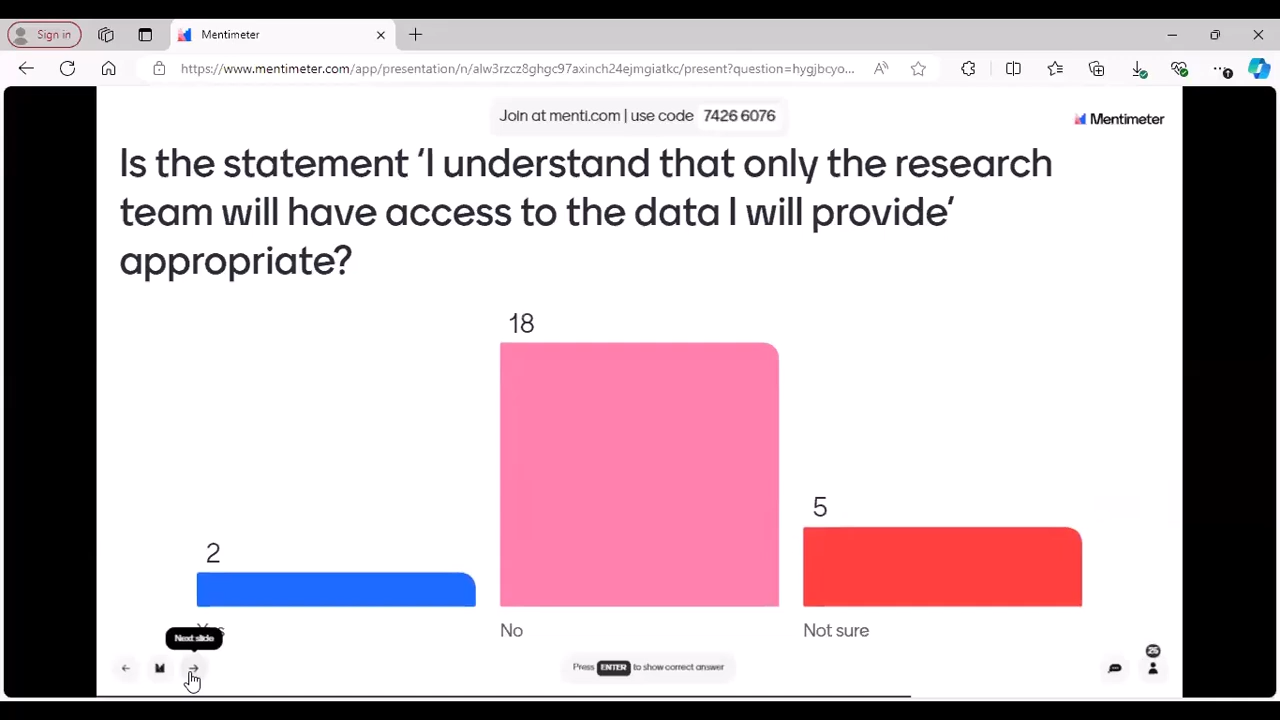 Sign in
Mentimeter
https://www.mentimeter.com/app/presentation/n/alw3rzcz8ghgc97axinch24ejmgiatkc/present?question=hygjbcyo...
Join at menti.com | use code 7426 6076
Mentimeter
Is the statement ‘I understand that only the research
team will have access to the data I will provide’
appropriate?
18
5
2
No
Not sure
Next slide
Press ENTER to show correct answer
25